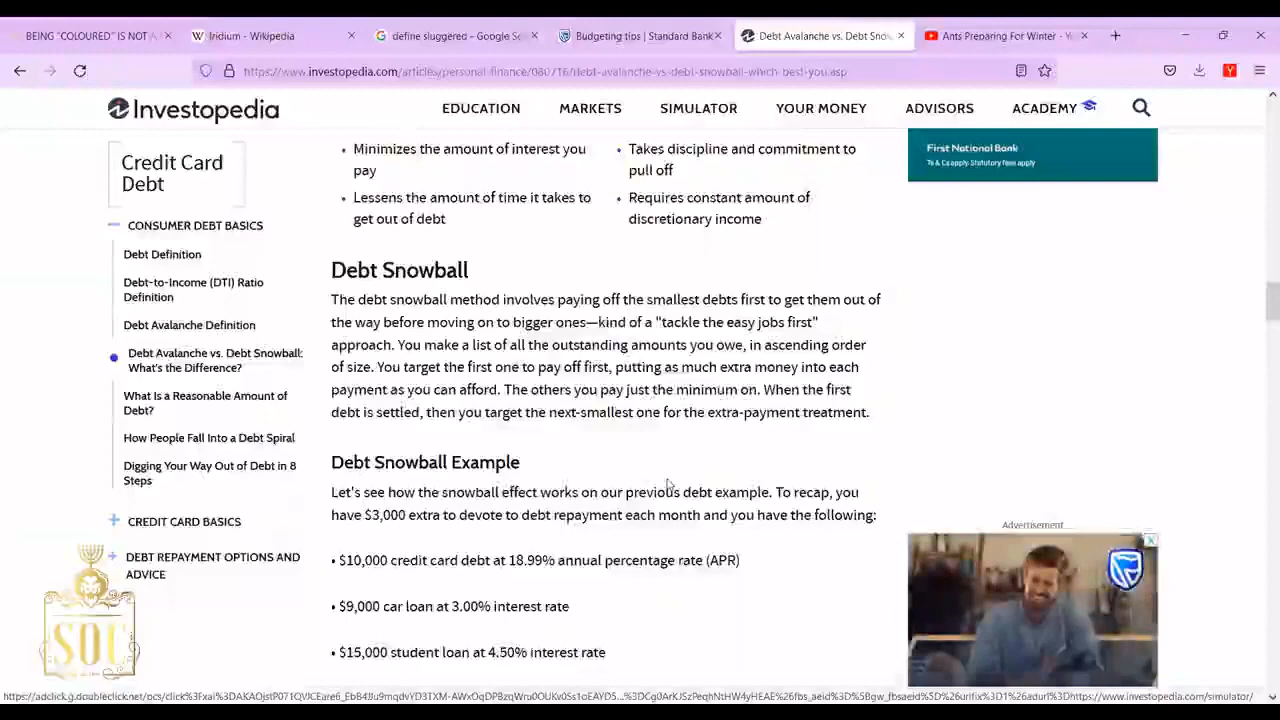 BEING "COLOURED" IS NOT
Iridium - Wikipedia
define sluggered - Google Se
Budgeting tips | Standard Bank
Debt Avalanche vs. Debt Snow
Ants Preparing For Winter - Y
https://www.investopedia.com/articles/personal-finance/080716/debt-avalanche-vs-debt-snowball-which-best-you.asp
Investopedia
EDUCATION
MARKETS
SIMULATOR
YOUR MONEY
ADVISORS
ACADEMY
Credit Card
Debt
CONSUMER DEBT BASICS
Debt Definition
Debt-to-Income (DTI) Ratio
Definition
Debt Avalanche Definition
Debt Avalanche vs. Debt Snowball:
What's the Difference?
What Is a Reasonable Amount of
Debt?
How People Fall Into a Debt Spiral
Digging Your Way Out of Debt in 8
Steps
CREDIT CARD BASICS
DEBT REPAYMENT OPTIONS AND
ADVICE
SOC
• Minimizes the amount of interest you
pay
• Lessens the amount of time it takes to
get out of debt
• Takes discipline and commitment to
pull off
• Requires constant amount of
discretionary income
Debt Snowball
The debt snowball method involves paying off the smallest debts first to get them out of
the way before moving on to bigger ones—kind of a "tackle the easy jobs first"
approach. You make a list of all the outstanding amounts you owe, in ascending order
of size. You target the first one to pay off first, putting as much extra money into each
payment as you can afford. The others you pay just the minimum on. When the first
debt is settled, then you target the next-smallest one for the extra-payment treatment.
Debt Snowball Example
Let's see how the snowball effect works on our previous debt example. To recap, you
have $3,000 extra to devote to debt repayment each month and you have the following:
• $10,000 credit card debt at 18.99% annual percentage rate (APR)
• $9,000 car loan at 3.00% interest rate
• $15,000 student loan at 4.50% interest rate
First National Bank
Ts & Cs apply. Statutory fees apply
Advertisement